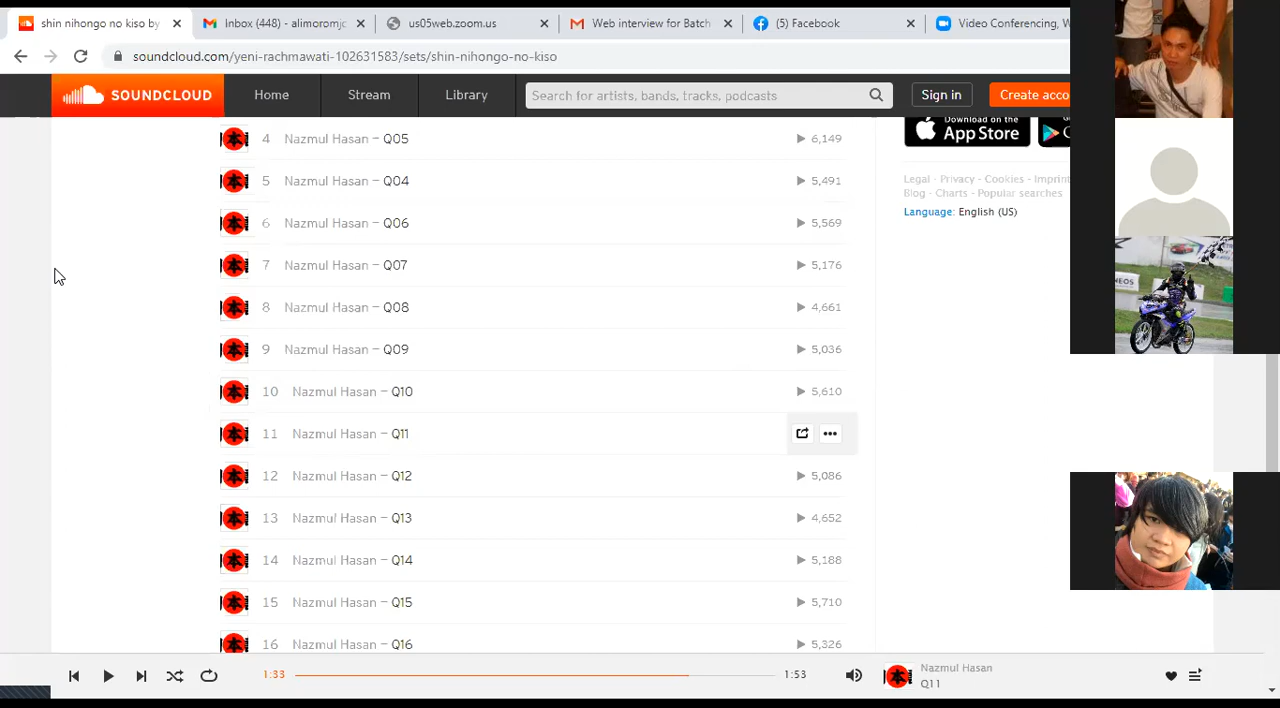 shin nihongo no kiso by
Inbox (448) - alimoromjc
us05web.zoom.us
Web interview for Batch
(1) Facebook
Video Conferencing, W
soundcloud.com/yeni-rachmawati-102631583/sets/shin-nihongo-no-kiso
SOUNDCLOUD
Home
Stream
Library
Search for artists, bands, tracks, podcasts
Sign in
Create acco
4 Nazmul Hasan – Q05 6,149
5 Nazmul Hasan – Q04 5,491
6 Nazmul Hasan – Q06 5,569
7 Nazmul Hasan – Q07 5,176
8 Nazmul Hasan – Q08 4,661
9 Nazmul Hasan – Q09 5,036
10 Nazmul Hasan – Q10 5,610
11 Nazmul Hasan – Q11
12 Nazmul Hasan – Q12 5,086
13 Nazmul Hasan – Q13 4,652
14 Nazmul Hasan – Q14 5,188
15 Nazmul Hasan – Q15 5,710
16 Nazmul Hasan – Q16 5,326
Download on the
App Store
Legal - Privacy - Cookies - Imprint
Blog - Charts - Popular searches
Language: English (US)
1:33
1:53
本
Nazmul Hasan
Q11